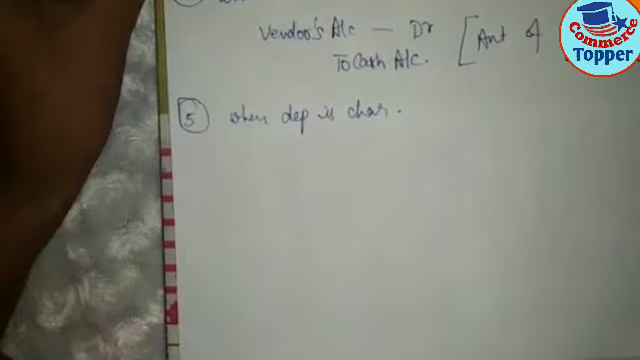 Vendor's A/c — Dr [Amt of
To Cash A/c.
5 when dep is char.
Commerce
Topper